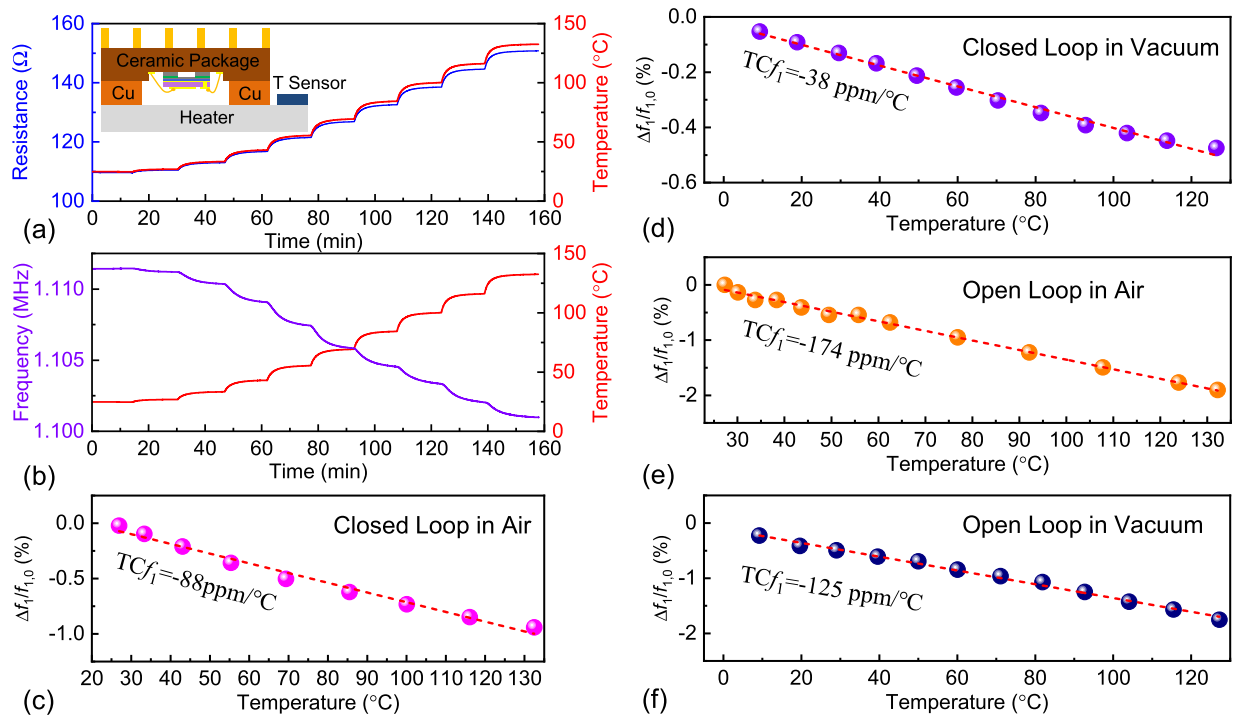 160
150
140
130
120
110
100
Resistance (Ω)
Ceramic Package
Cu
Cu
T Sensor
Heater
150
100
50
0
Temperature (°C)
0 20 40 60 80 100 120 140 160
Time (min)
(a)
1.110
1.105
1.100
Frequency (MHz)
150
100
50
0
Temperature (°C)
0 20 40 60 80 100 120 140 160
Time (min)
(b)
0.0
-0.5
-1.0
Δf₁/f₁,₀ (%)
Closed Loop in Air
TCf₁=-88ppm/°C
20 30 40 50 60 70 80 90 100 110 120 130
Temperature (°C)
(c)
0.0
-0.2
-0.4
-0.6
Δf₁/f₁,₀ (%)
Closed Loop in Vacuum
TCf₁=-38 ppm/°C
0 20 40 60 80 100 120
Temperature (°C)
(d)
0
-1
-2
Δf₁/f₁,₀ (%)
Open Loop in Air
TCf₁=-174 ppm/°C
30 40 50 60 70 80 90 100 110 120 130
Temperature (°C)
(e)
0
-1
-2
Δf₁/f₁,₀ (%)
Open Loop in Vacuum
TCf₁=-125 ppm/°C
0 20 40 60 80 100 120
Temperature (°C)
(f)